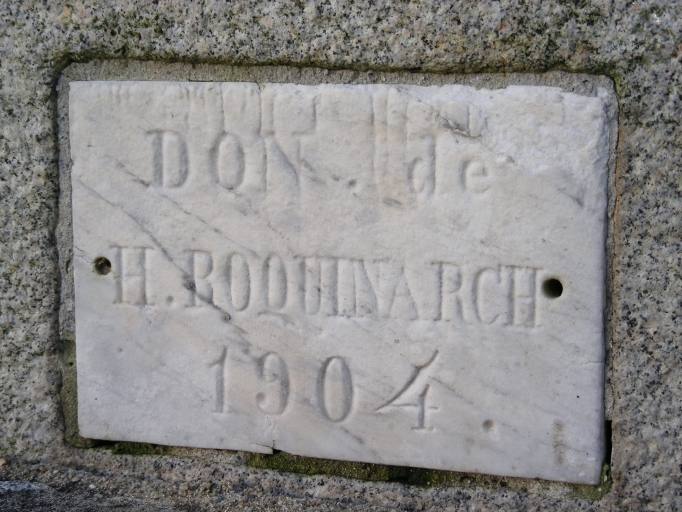 DON. de
H. ROQUINARCH
1904.